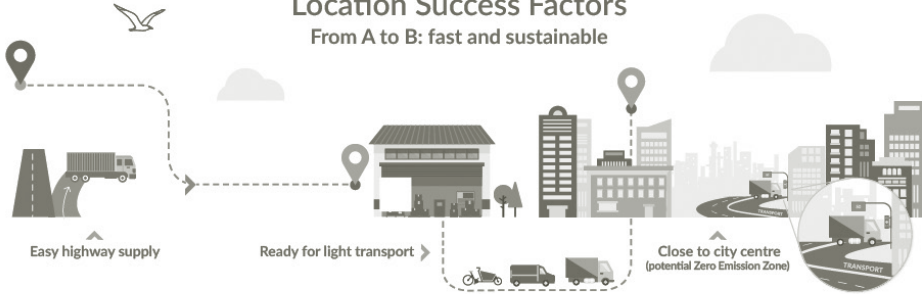 Location Success Factors
From A to B: fast and sustainable
Easy highway supply
Ready for light transport
Close to city centre
(potential Zero Emission Zone)
TRANSPORT
TRANSPORT